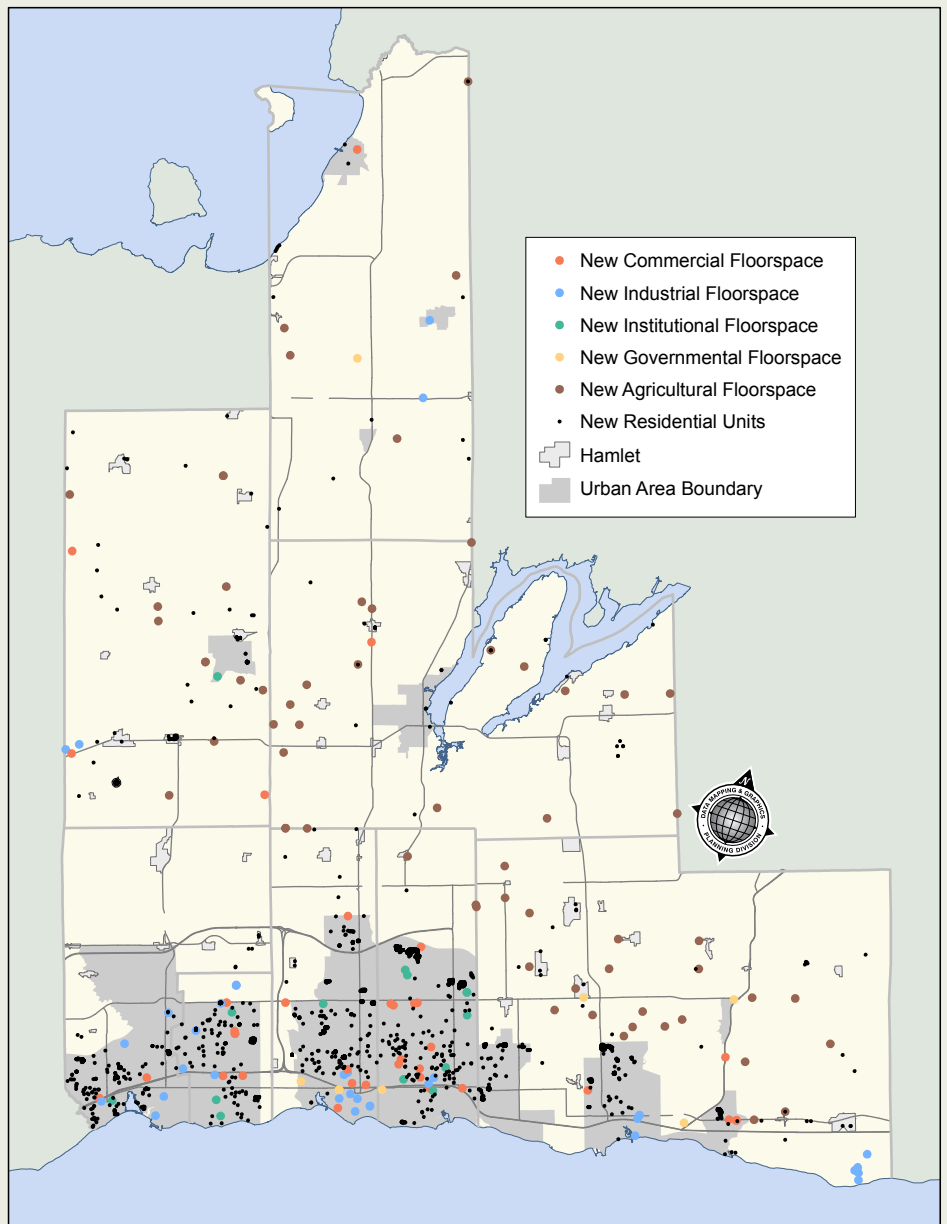 New Commercial Floorspace
New Industrial Floorspace
New Institutional Floorspace
New Governmental Floorspace
New Agricultural Floorspace
New Residential Units
Hamlet
Urban Area Boundary
N
DATA MAPPING & GRAPHICS
PLANNING DIVISION